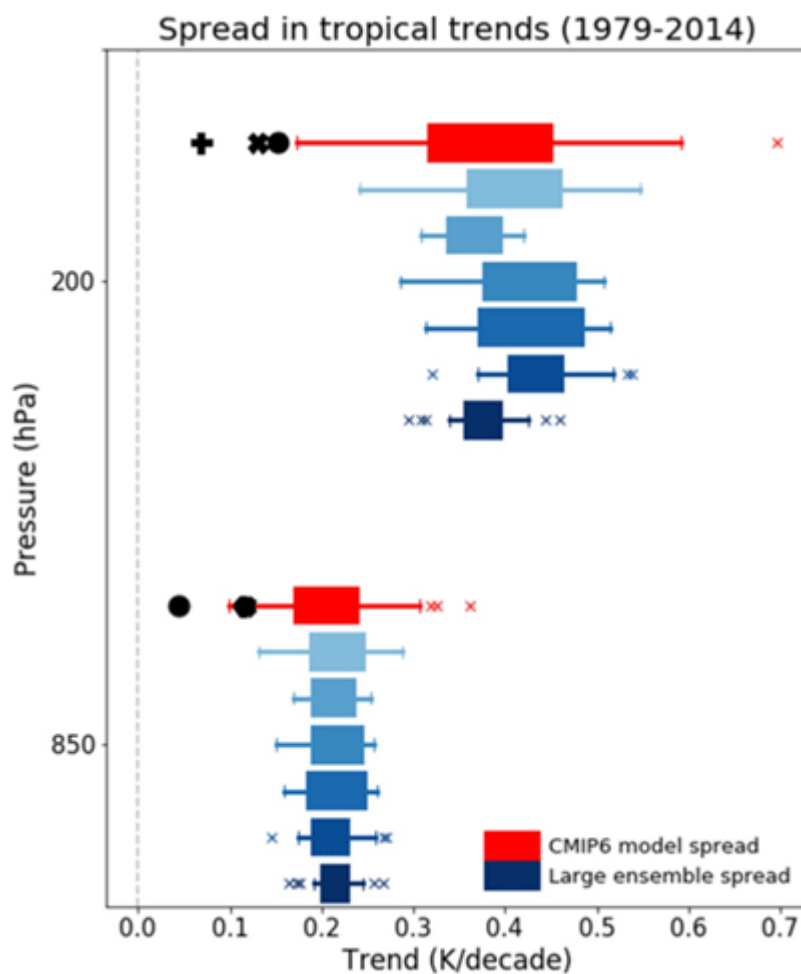 Spread in tropical trends (1979-2014)
Pressure (hPa)
200
850
CMIP6 model spread
Large ensemble spread
0.0 0.1 0.2 0.3 0.4 0.5 0.6 0.7
Trend (K/decade)